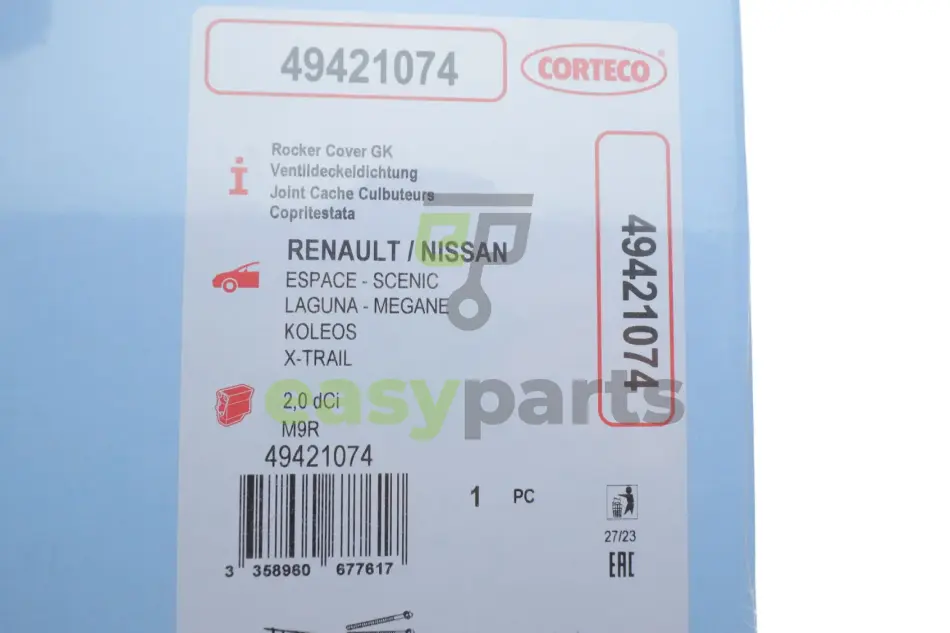 49421074
CORTECO®
Rocker Cover GK
Ventildeckeldichtung
Joint Cache Culbuteurs
Copritestata
RENAULT / NISSAN
ESPACE - SCENIC
LAGUNA - MEGANE
KOLEOS
X-TRAIL
2,0 dCi
M9R
49421074
49421074
1 PC
27/23
EAC
3 358960 677617
ep
easyparts